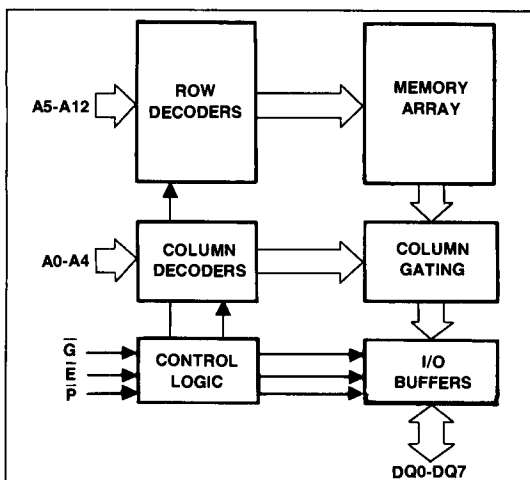 A5-A12
ROW
DECODERS
MEMORY
ARRAY
A0-A4
COLUMN
DECODERS
COLUMN
GATING
G̅
E̅
P̅
CONTROL
LOGIC
I/O
BUFFERS
DQ0-DQ7